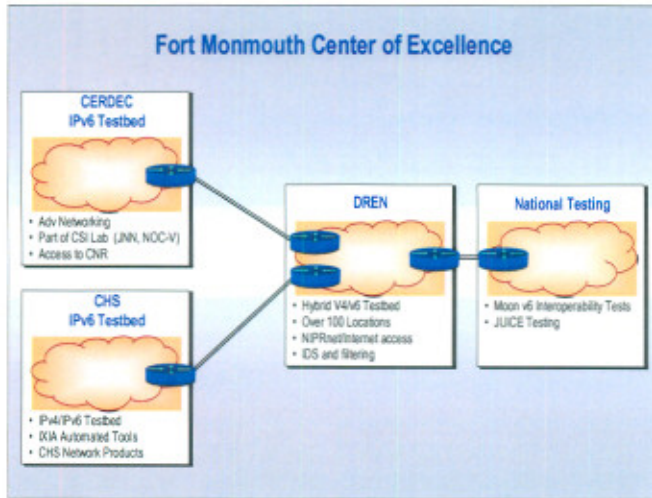 Fort Monmouth Center of Excellence
CERDEC
IPv6 Testbed
• Adv Networking
• Part of CSI Lab (JNN, NOC-V)
• Access to CNR
CHS
IPv6 Testbed
• IPv4/IPv6 Testbed
• IXIA Automated Tools
• CHS Network Products
DREN
• Hybrid V4/v6 Testbed
• Over 100 Locations
• NIPRnet/Internet access
• IDS and filtering
National Testing
• Moon v6 Interoperability Tests
• JUICE Testing